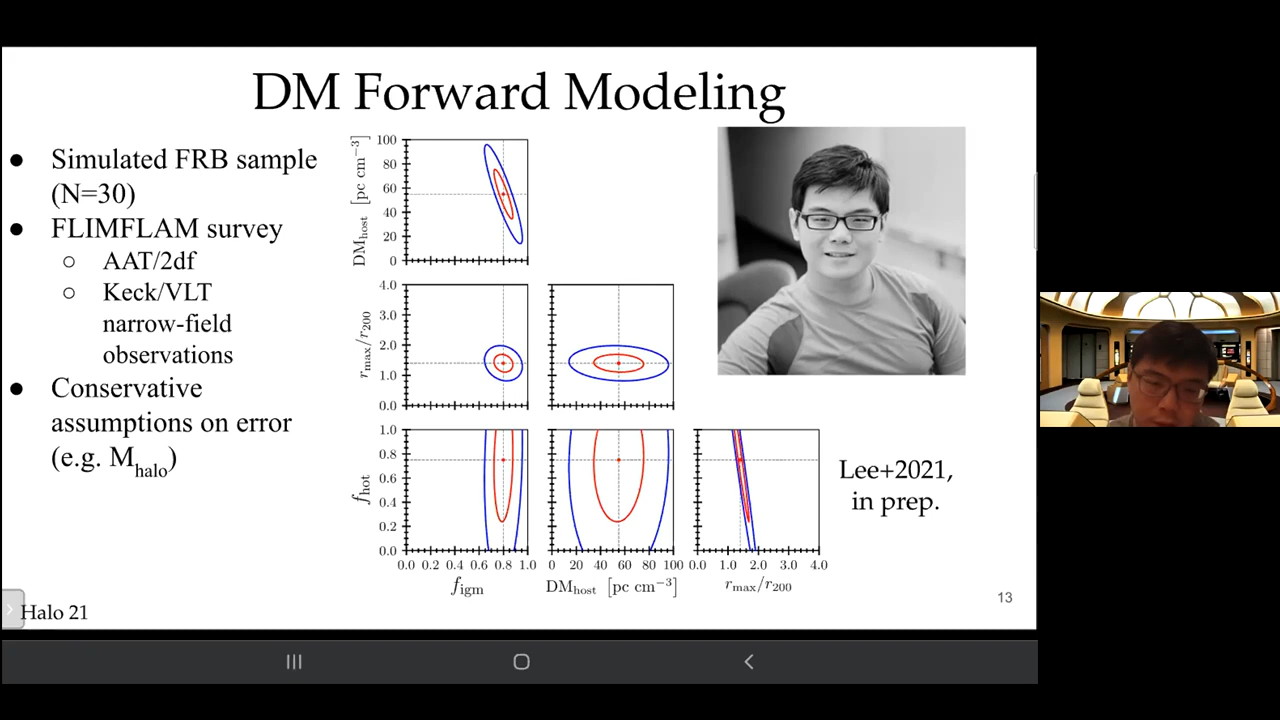 DM Forward Modeling
● Simulated FRB sample
(N=30)
● FLIMFLAM survey
○ AAT/2df
○ Keck/VLT
narrow-field
observations
● Conservative
assumptions on error
(e.g. Mhalo)
100
80
60
40
20
0
DMhost [pc cm−3]
4.0
3.0
2.0
1.0
0.0
rmax/r200
1.0
0.8
0.6
0.4
0.2
0.0
fhot
0.0 0.2 0.4 0.6 0.8 1.0
figm
0 20 40 60 80 100
DMhost [pc cm−3]
0.0 1.0 2.0 3.0 4.0
rmax/r200
Lee+2021,
in prep.
Halo 21
13